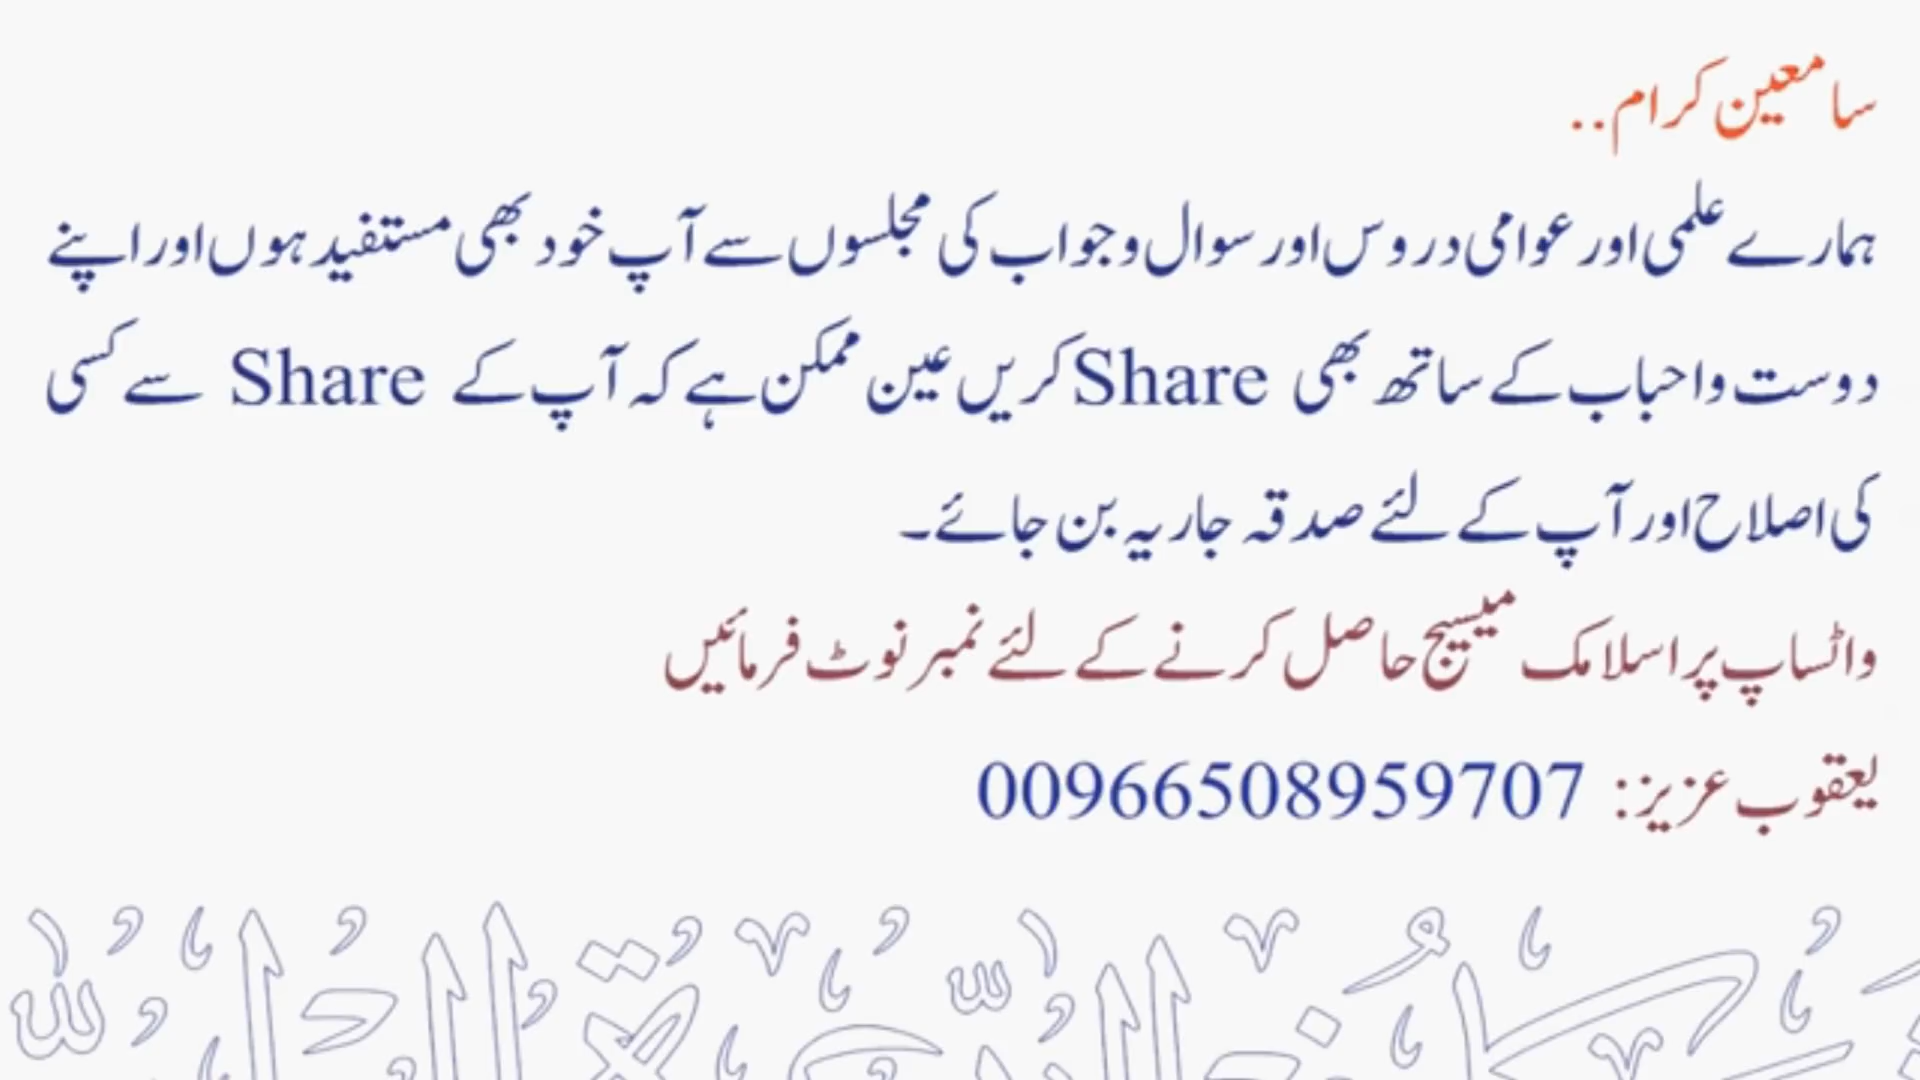 سامعین کرام..
ہمارے علمی اور عوامی دروس اور سوال وجواب کی مجلسوں سے آپ خود بھی مستفید ہوں اور اپنے
دوست واحباب کے ساتھ بھی Share کریں عین ممکن ہے کہ آپ کے Share سے کسی
کی اصلاح اور آپ کے لئے صدقہ جاریہ بن جائے۔
واٹساپ پر اسلامک میسیج حاصل کرنے کے لئے نمبر نوٹ فرمائیں
یعقوب عزیز: 00966508959707